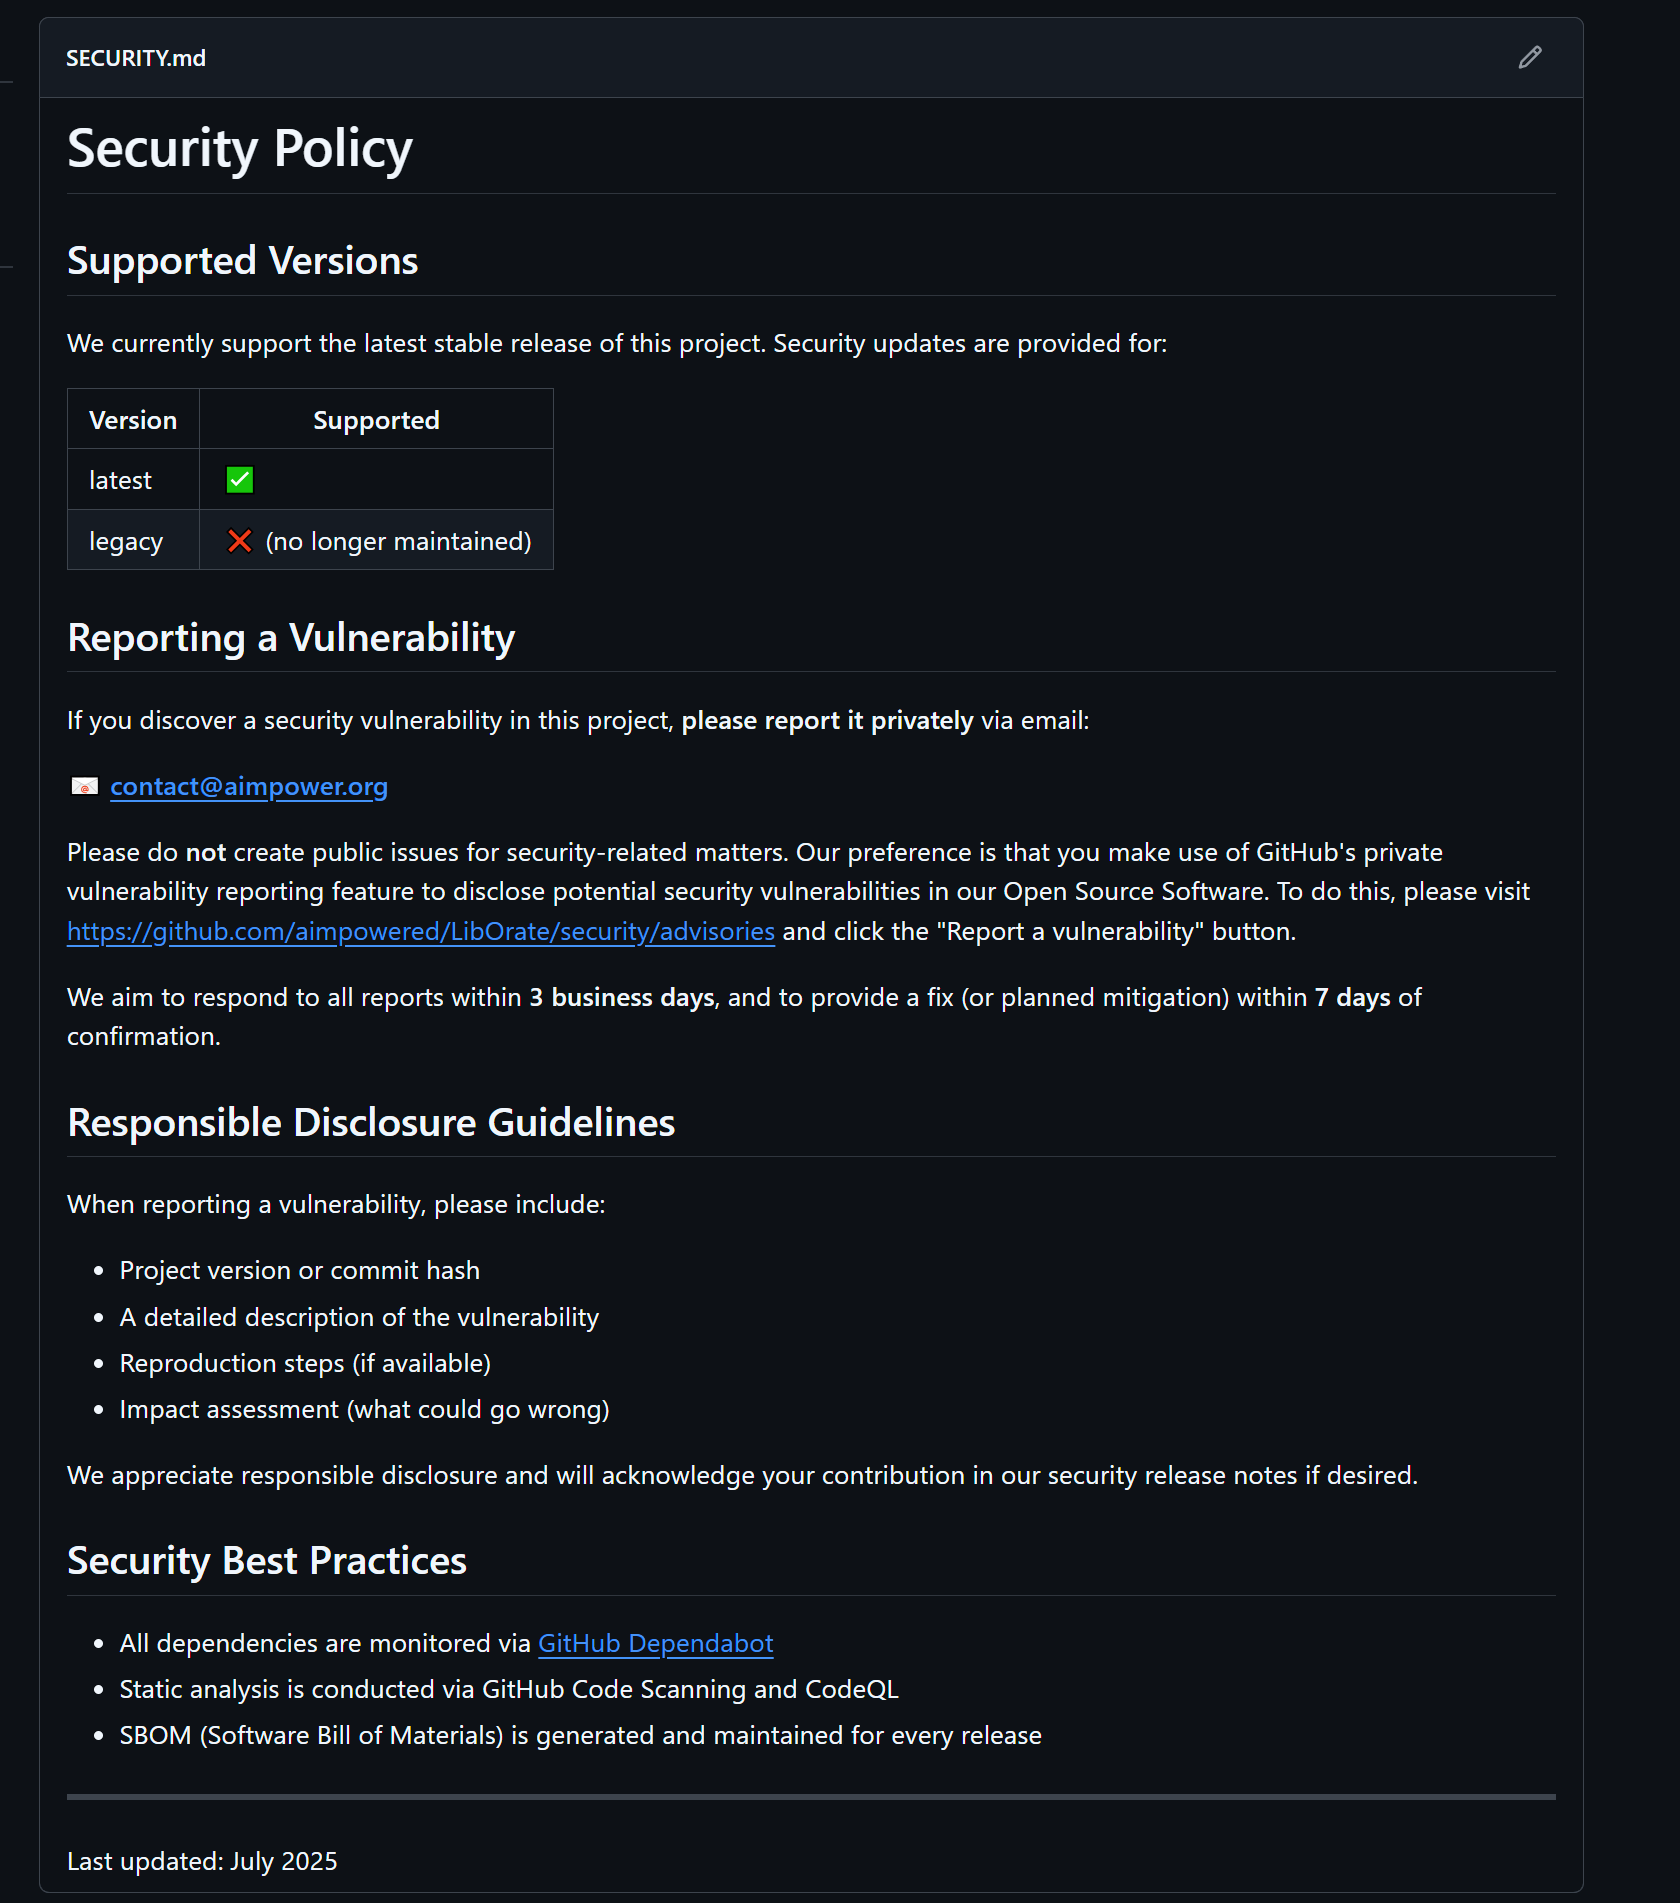 SECURITY.md
Security Policy
Supported Versions
We currently support the latest stable release of this project. Security updates are provided for:
Version Supported
latest ✅
legacy ❌ (no longer maintained)
Reporting a Vulnerability
If you discover a security vulnerability in this project, please report it privately via email:
📧 contact@aimpower.org
Please do not create public issues for security-related matters. Our preference is that you make use of GitHub's private
vulnerability reporting feature to disclose potential security vulnerabilities in our Open Source Software. To do this, please visit
https://github.com/aimpowered/LibOrate/security/advisories and click the "Report a vulnerability" button.
We aim to respond to all reports within 3 business days, and to provide a fix (or planned mitigation) within 7 days of
confirmation.
Responsible Disclosure Guidelines
When reporting a vulnerability, please include:
• Project version or commit hash
• A detailed description of the vulnerability
• Reproduction steps (if available)
• Impact assessment (what could go wrong)
We appreciate responsible disclosure and will acknowledge your contribution in our security release notes if desired.
Security Best Practices
• All dependencies are monitored via GitHub Dependabot
• Static analysis is conducted via GitHub Code Scanning and CodeQL
• SBOM (Software Bill of Materials) is generated and maintained for every release
Last updated: July 2025